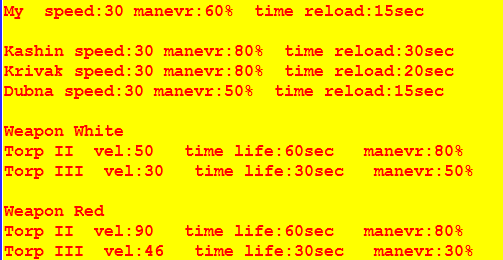 My  speed:30 manevr:60%  time reload:15sec
Kashin speed:30 manevr:80%  time reload:30sec
Krivak speed:30 manevr:80%  time reload:20sec
Dubna speed:30 manevr:50%  time reload:15sec
Weapon White
Torp II  vel:50   time life:60sec   manevr:80%
Torp III  vel:30   time life:30sec   manevr:50%
Weapon Red
Torp II  vel:90   time life:60sec   manevr:80%
Torp III  vel:46   time life:30sec   manevr:30%